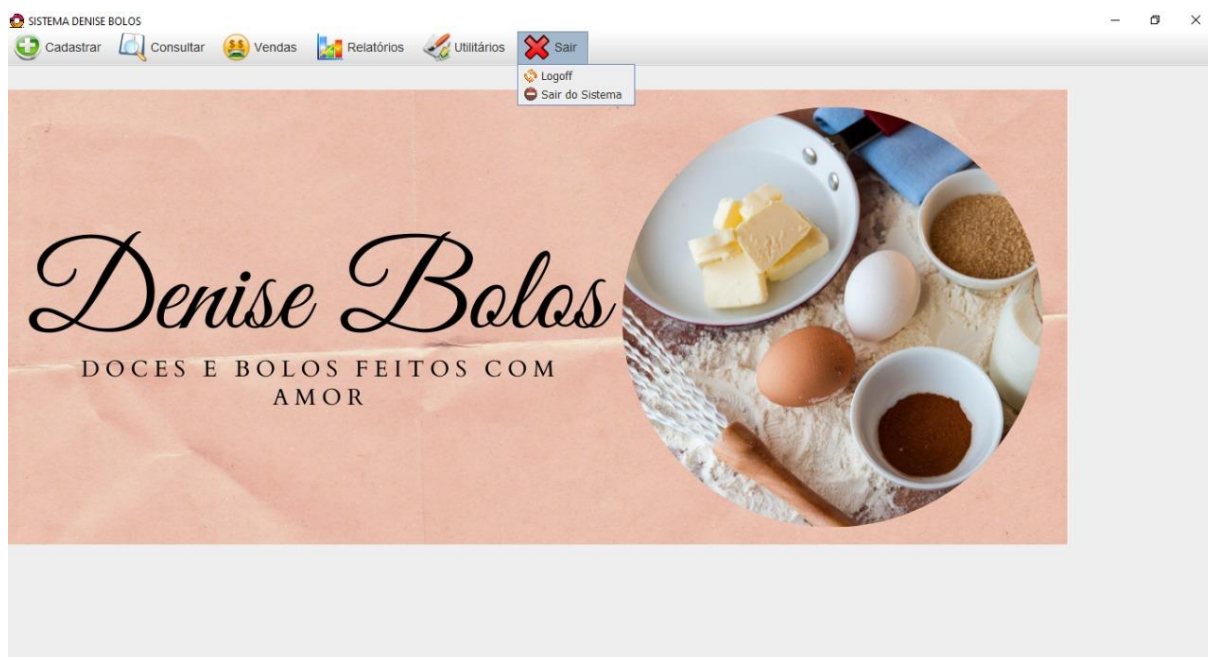 SISTEMA DENISE BOLOS
Cadastrar Consultar Vendas Relatórios Utilitários Sair
Logoff
Sair do Sistema
Denise Bolos
DOCES E BOLOS FEITOS COM
AMOR